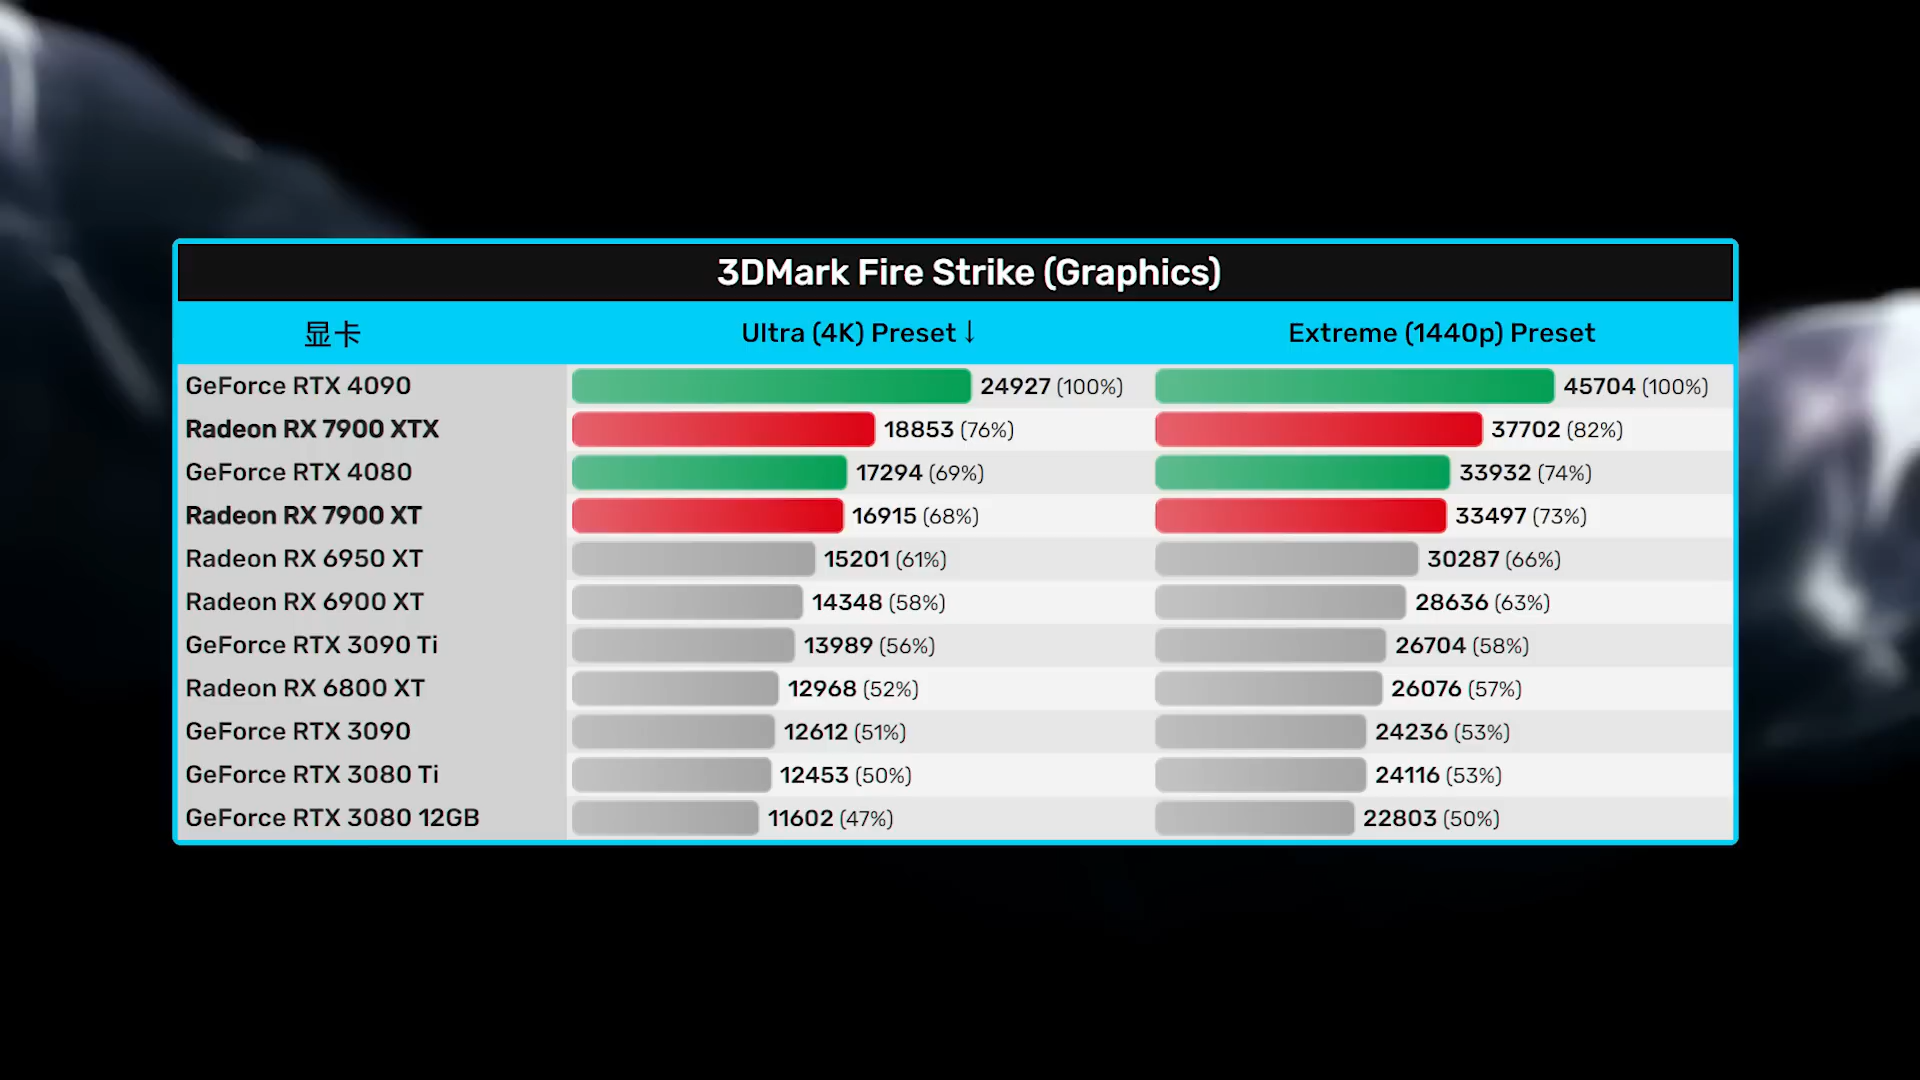 3DMark Fire Strike (Graphics)
显卡 Ultra (4K) Preset↓ Extreme (1440p) Preset
GeForce RTX 4090 24927 (100%) 45704 (100%)
Radeon RX 7900 XTX 18853 (76%) 37702 (82%)
GeForce RTX 4080 17294 (69%) 33932 (74%)
Radeon RX 7900 XT 16915 (68%) 33497 (73%)
Radeon RX 6950 XT 15201 (61%) 30287 (66%)
Radeon RX 6900 XT 14348 (58%) 28636 (63%)
GeForce RTX 3090 Ti 13989 (56%) 26704 (58%)
Radeon RX 6800 XT 12968 (52%) 26076 (57%)
GeForce RTX 3090 12612 (51%) 24236 (53%)
GeForce RTX 3080 Ti 12453 (50%) 24116 (53%)
GeForce RTX 3080 12GB 11602 (47%) 22803 (50%)